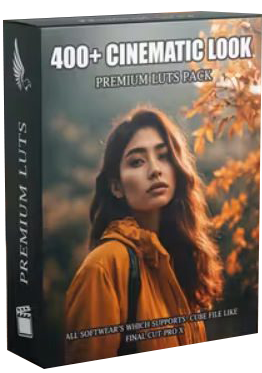 400+ CINEMATIC LOOK
PREMIUM LUTS PACK
PREMIUM LUTS
ALL SOFTWEAR'S WHICH SUPPORTS CUBE FILE LIKE
FINAL CUT-PRO X